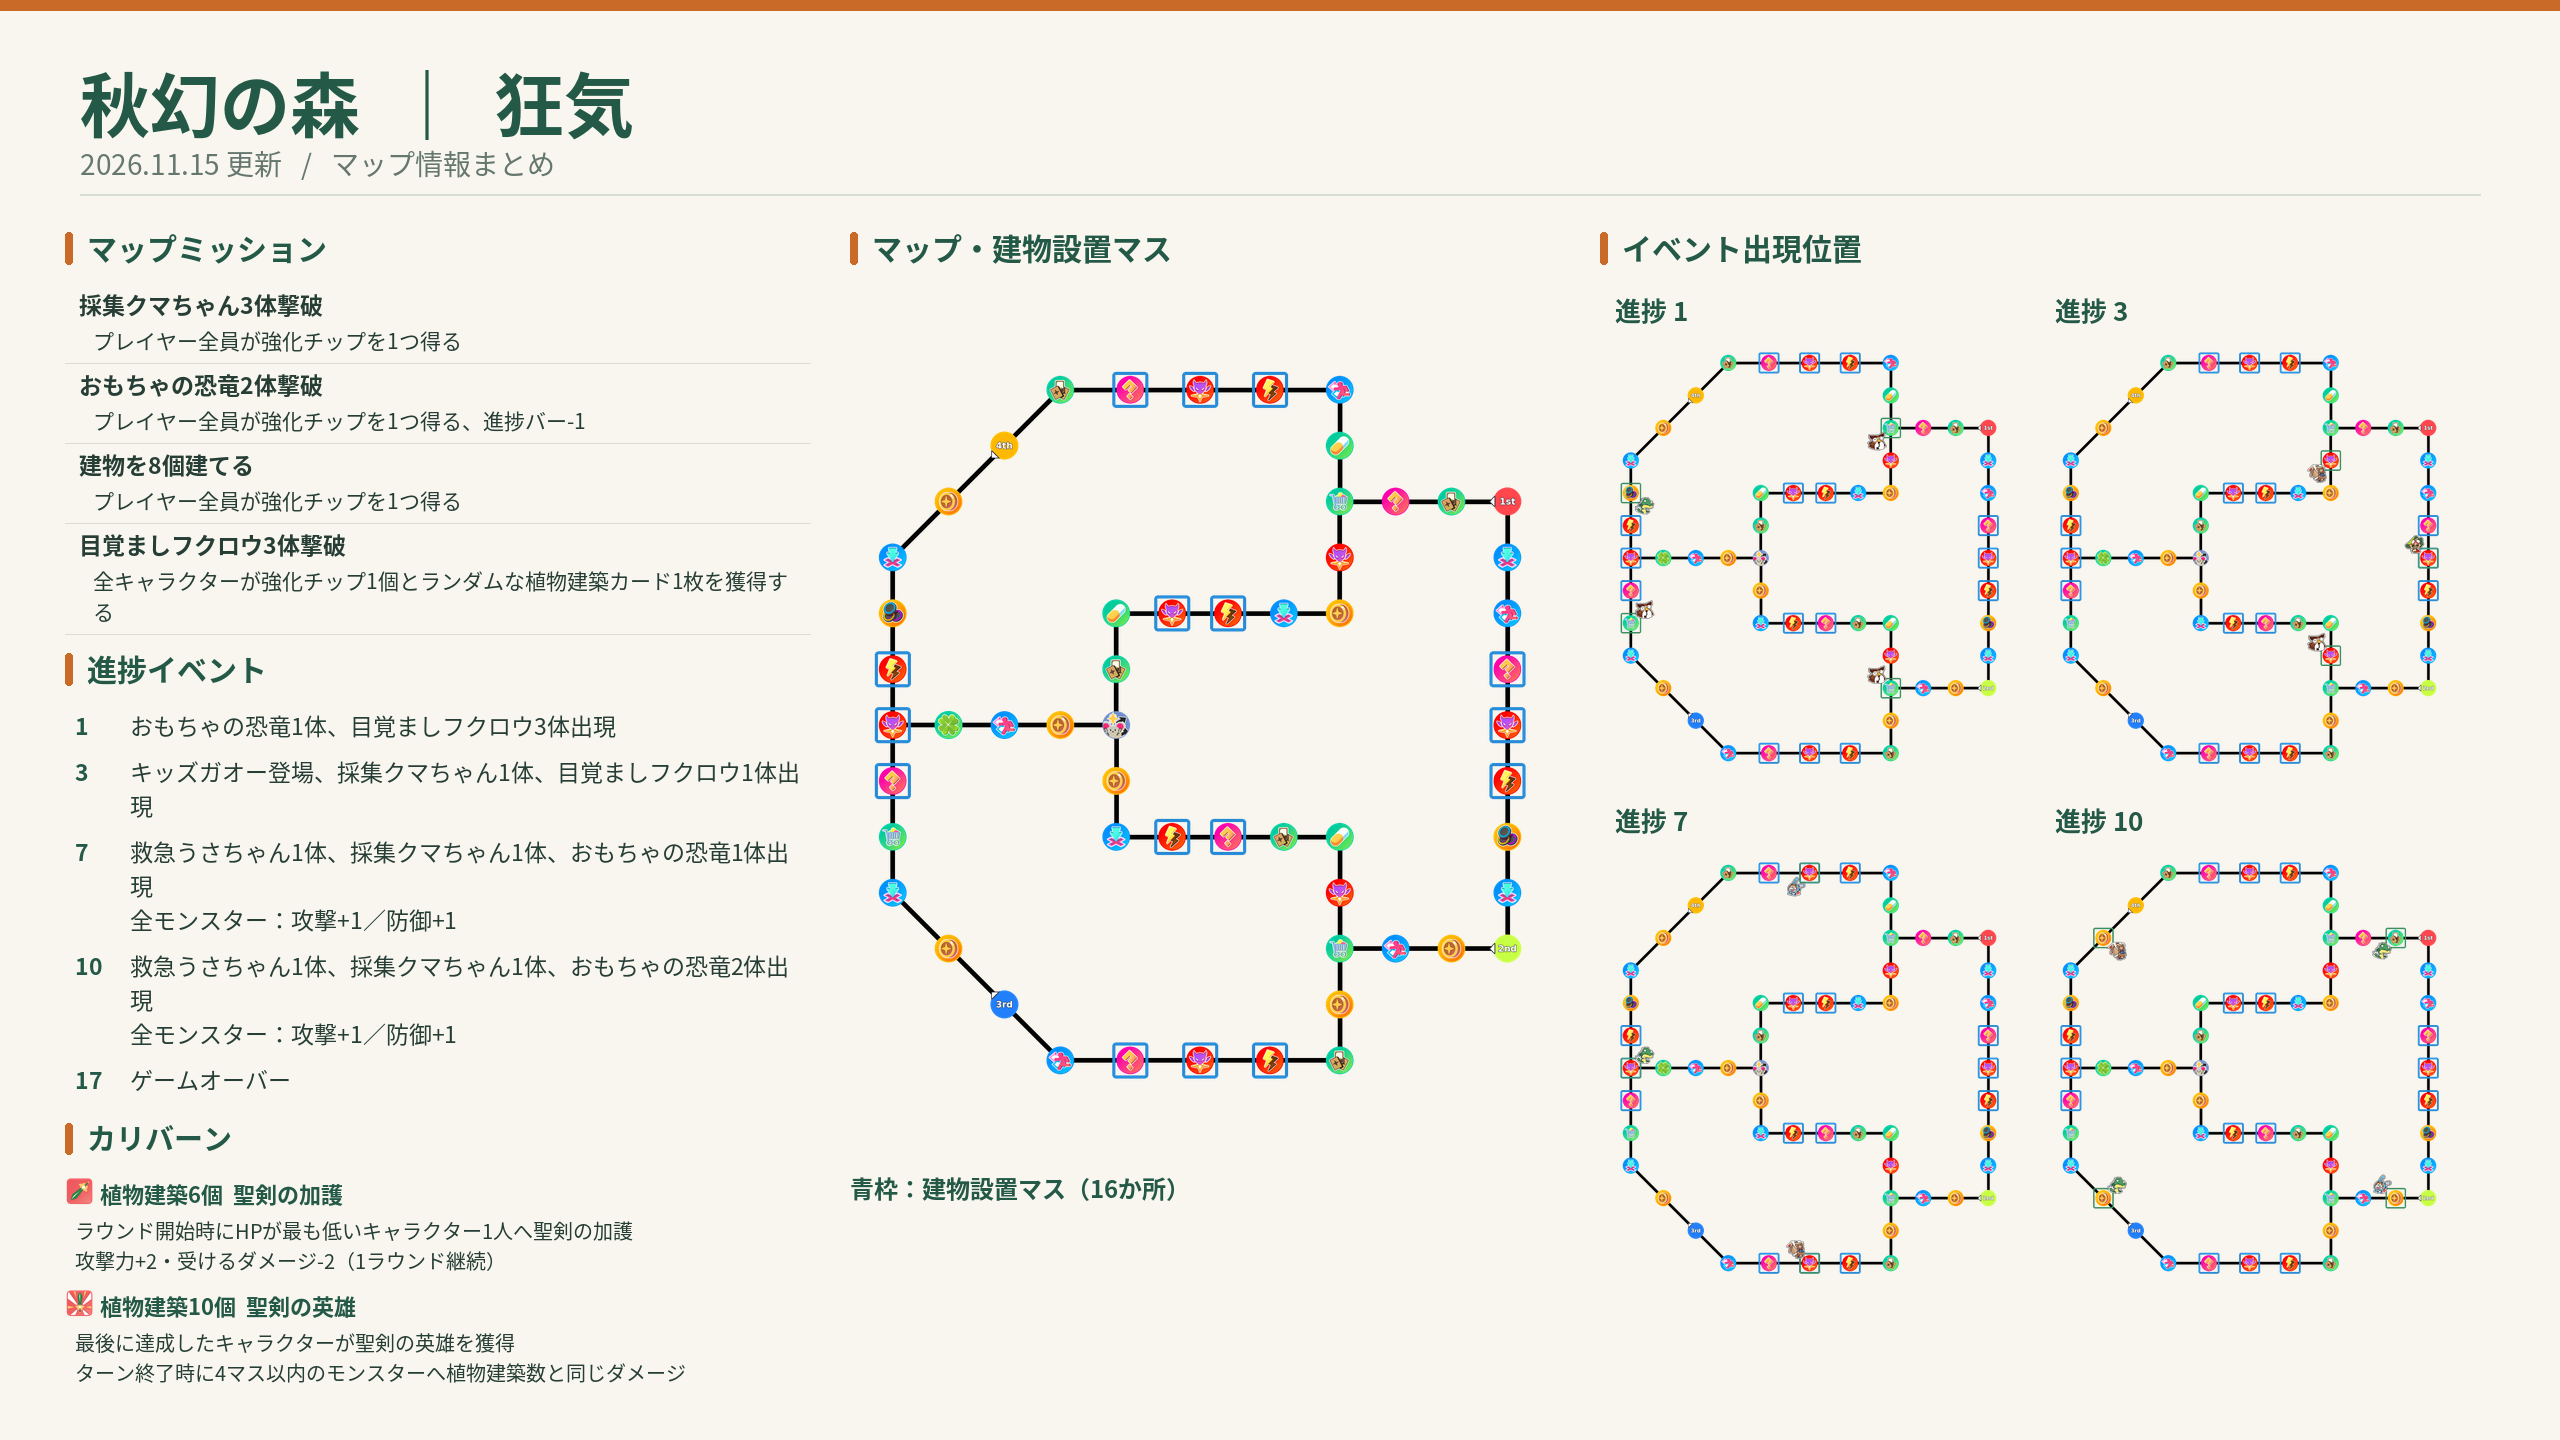 秋幻の森 ｜ 狂気
2026.11.15 更新 / マップ情報まとめ
マップミッション
採集クマちゃん3体撃破
プレイヤー全員が強化チップを1つ得る
おもちゃの恐竜2体撃破
プレイヤー全員が強化チップを1つ得る、進捗バー-1
建物を8個建てる
プレイヤー全員が強化チップを1つ得る
目覚ましフクロウ3体撃破
全キャラクターが強化チップ1個とランダムな植物建築カード1枚を獲得す
る
進捗イベント
1 おもちゃの恐竜1体、目覚ましフクロウ3体出現
3 キッズガオー登場、採集クマちゃん1体、目覚ましフクロウ1体出
現
7 救急うさちゃん1体、採集クマちゃん1体、おもちゃの恐竜1体出
現
全モンスター：攻撃+1／防御+1
10 救急うさちゃん1体、採集クマちゃん1体、おもちゃの恐竜2体出
現
全モンスター：攻撃+1／防御+1
17 ゲームオーバー
カリバーン
植物建築6個 聖剣の加護
ラウンド開始時にHPが最も低いキャラクター1人へ聖剣の加護
攻撃力+2・受けるダメージ-2（1ラウンド継続）
植物建築10個 聖剣の英雄
最後に達成したキャラクターが聖剣の英雄を獲得
ターン終了時に4マス以内のモンスターへ植物建築数と同じダメージ
マップ・建物設置マス
4th
1st
2nd
3rd
青枠：建物設置マス（16か所）
イベント出現位置
進捗 1
進捗 3
進捗 7
進捗 10